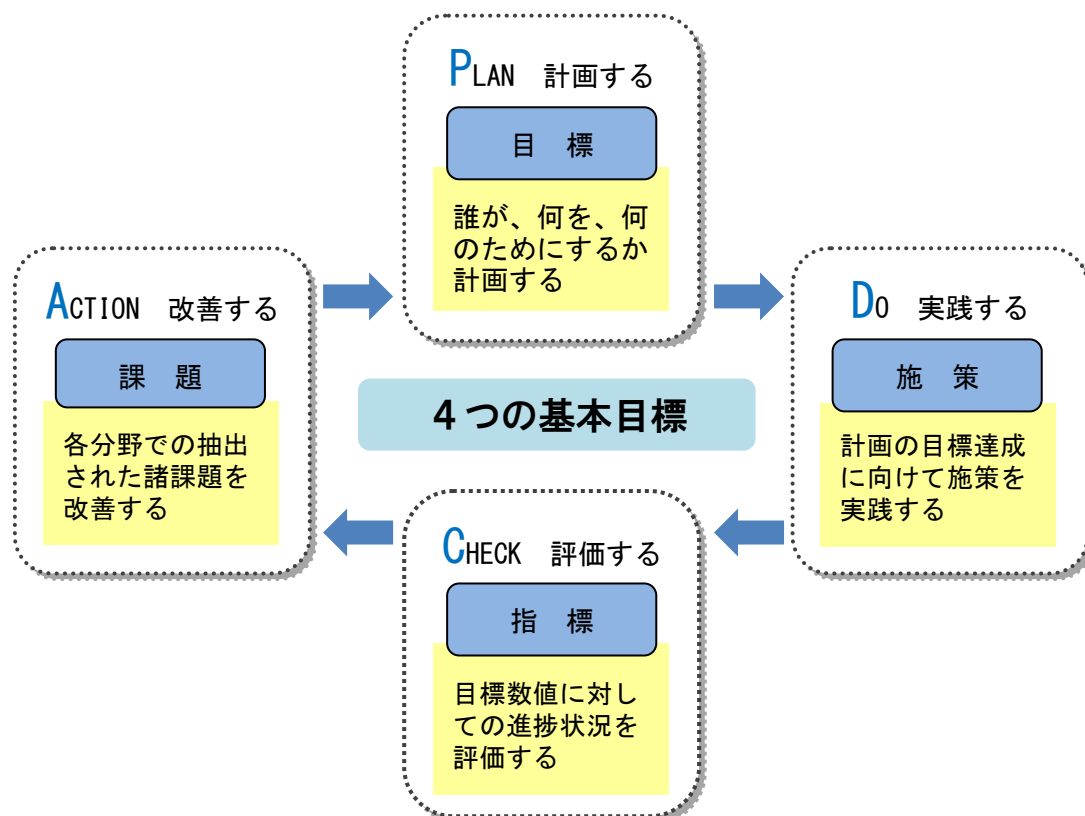 PLAN 計画する
目 標
誰が、何を、何
のためにするか
計画する
ACTION 改善する
課 題
各分野での抽出
された諸課題を
改善する
4つの基本目標
DO 実践する
施 策
計画の目標達成
に向けて施策を
実践する
CHECK 評価する
指 標
目標数値に対し
ての進捗状況を
評価する